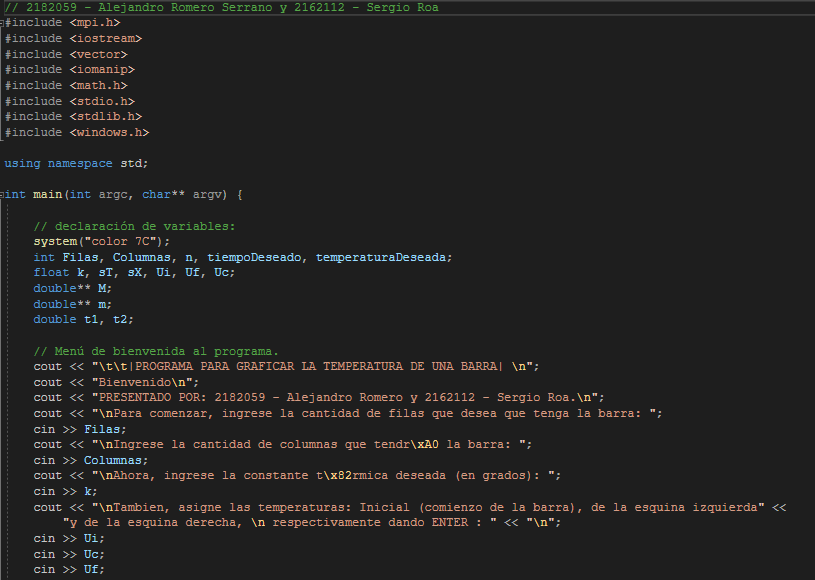 // 2182059 - Alejandro Romero Serrano y 2162112 - Sergio Roa
#include <mpi.h>
#include <iostream>
#include <vector>
#include <iomanip>
#include <math.h>
#include <stdio.h>
#include <stdlib.h>
#include <windows.h>
using namespace std;
int main(int argc, char** argv) {
// declaración de variables:
system("color 7C");
int Filas, Columnas, n, tiempoDeseado, temperaturaDeseada;
float k, sT, sX, Ui, Uf, Uc;
double** M;
double** m;
double t1, t2;
// Menú de bienvenida al programa.
cout << "\t\t|PROGRAMA PARA GRAFICAR LA TEMPERATURA DE UNA BARRA| \n";
cout << "Bienvenido\n";
cout << "PRESENTADO POR: 2182059 - Alejandro Romero y 2162112 - Sergio Roa.\n";
cout << "\nPara comenzar, ingrese la cantidad de filas que desea que tenga la barra: ";
cin >> Filas;
cout << "\nIngrese la cantidad de columnas que tendr\xA0 la barra: ";
cin >> Columnas;
cout << "\nAhora, ingrese la constante t\x82rmica deseada (en grados): ";
cin >> k;
cout << "\nTambien, asigne las temperaturas: Inicial (comienzo de la barra), de la esquina izquierda" <<
"y de la esquina derecha, \n respectivamente dando ENTER : " << "\n";
cin >> Ui;
cin >> Uc;
cin >> Uf;